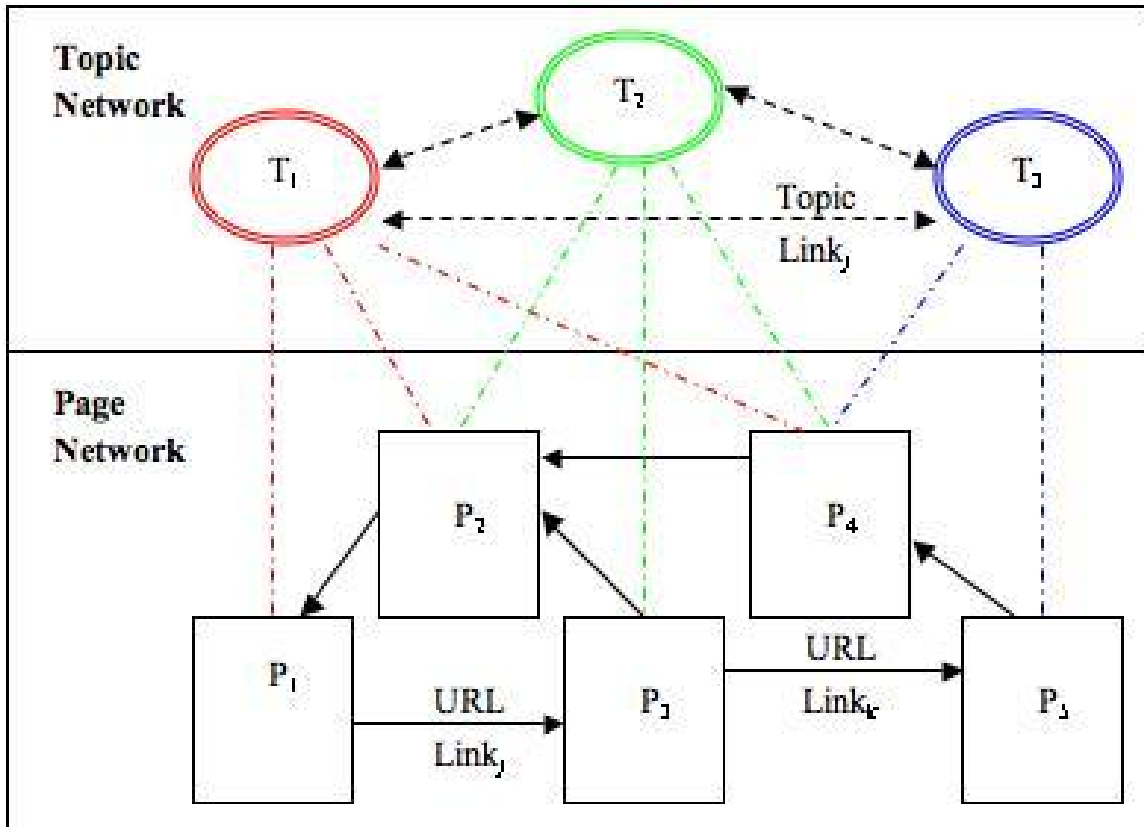 Topic
Network
T₂
T₁
T₃
Topic
Linkⱼ
Page
Network
P₂
P₄
P₁
URL
Linkⱼ
P₃
URL
Linkₖ
P₅